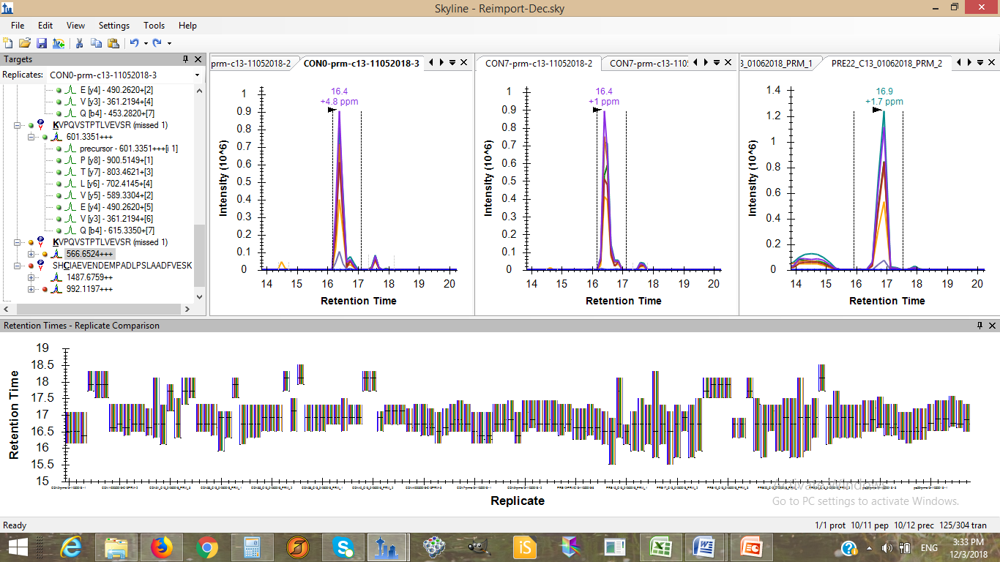 Skyline - Reimport-Dec.sky
File Edit View Settings Tools Help
Targets
Replicates: CON0-prm-c13-11052018-3
E [y4] - 490.2620+[2]
V [y3] - 361.2194+[4]
Q [b4] - 453.2820+[7]
KVPQVSTPTLVEVSR (missed 1)
601.3351+++
precursor - 601.3351+++[i 1]
P [y8] - 900.5149+[1]
T [y7] - 803.4621+[3]
L [y6] - 702.4145+[4]
V [y5] - 589.3304+[2]
E [y4] - 490.2620+[5]
V [y3] - 361.2194+[6]
Q [b4] - 615.3350+[7]
KVPQVSTPTLVEVSR (missed 1)
566.6524+++
SHCIAEVENDEMPADLPSLAADFVESK
1487.6759++
992.1197+++
prm-c13-11052018-2 CON0-prm-c13-11052018-3
1
0.9
0.8
0.7
0.6
0.5
0.4
0.3
0.2
0.1
0
Intensity (10^6)
16.4
+4.8 ppm
14 15 16 17 18 19 20
Retention Time
CON7-prm-c13-11052018-2 CON7-prm-c13-110
1
0.9
0.8
0.7
0.6
0.5
0.4
0.3
0.2
0.1
0
Intensity (10^6)
16.4
+1 ppm
14 15 16 17 18 19 20
Retention Time
3_01062018_PRM_1 PRE22_C13_01062018_PRM_2
1.4
1.2
1
0.8
0.6
0.4
0.2
0
Intensity (10^6)
16.9
+1.7 ppm
14 15 16 17 18 19 20
Retention Time
Retention Times - Replicate Comparison
19
18.5
18
17.5
17
16.5
16
15.5
15
Retention Time
Replicate
Activate Windows
Go to PC settings to activate Windows.
Ready
1/1 prot 10/11 pep 10/12 prec 125/304 tran
ENG
3:33 PM
12/3/2018